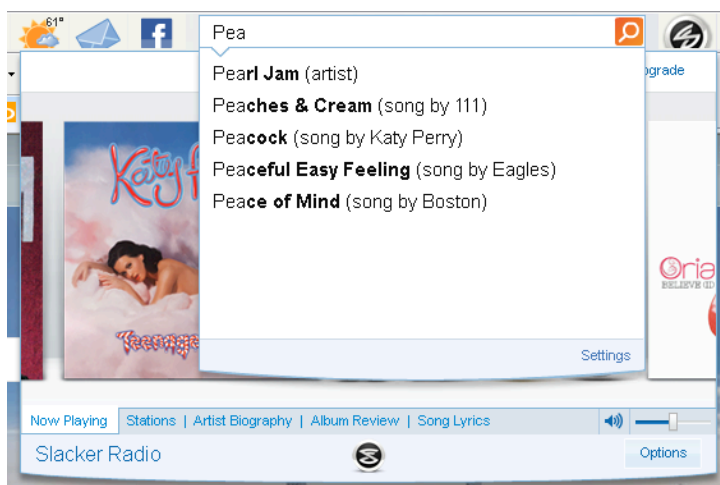 61°
Pea
pgrade
Pearl Jam (artist)
Peaches & Cream (song by 111)
Peacock (song by Katy Perry)
Peaceful Easy Feeling (song by Eagles)
Peace of Mind (song by Boston)
Katy
Teenage
Oria
BELIEVE (I)
Settings
Now Playing Stations | Artist Biography | Album Review | Song Lyrics
Slacker Radio
Options